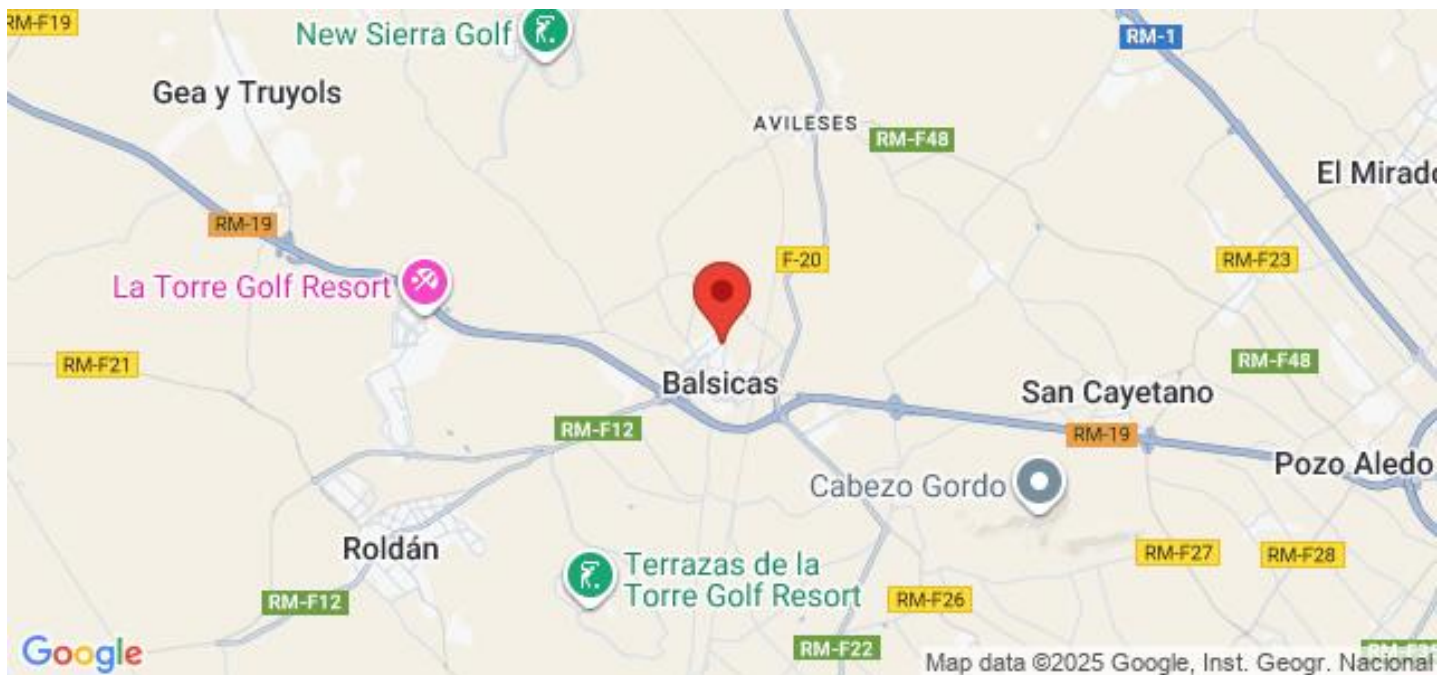 RM-F19
New Sierra Golf
RM-1
Gea y Truyols
AVILESES
RM-F48
El Mirado
RM-19
F-20
RM-F23
La Torre Golf Resort
RM-F21
RM-F48
Balsicas
San Cayetano
RM-F12
RM-19
Pozo Aledo
Cabezo Gordo
Roldán
RM-F27
RM-F28
Terrazas de la
Torre Golf Resort
RM-F12
RM-F26
Google
RM-F22
Map data ©2025 Google, Inst. Geogr. Nacional